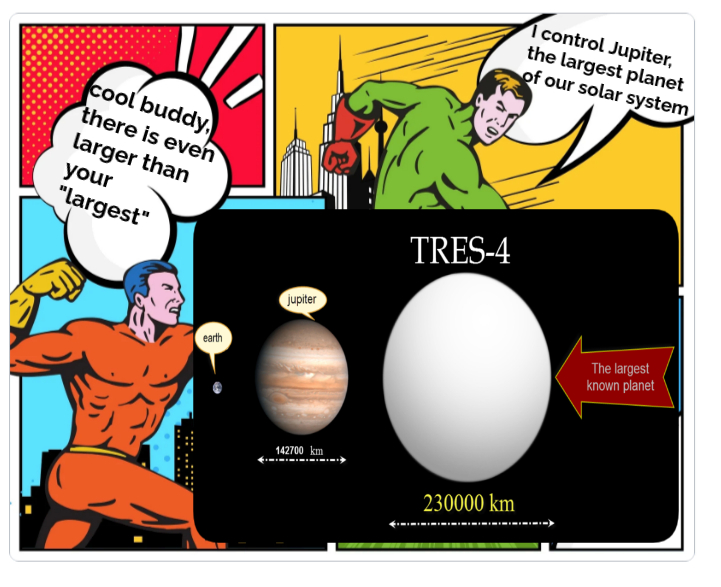 I control Jupiter,
the largest planet
of our solar system
cool buddy,
there is even
larger than
your
"largest"
TRES-4
jupiter
earth
The largest
known planet
142700 km
230000 km